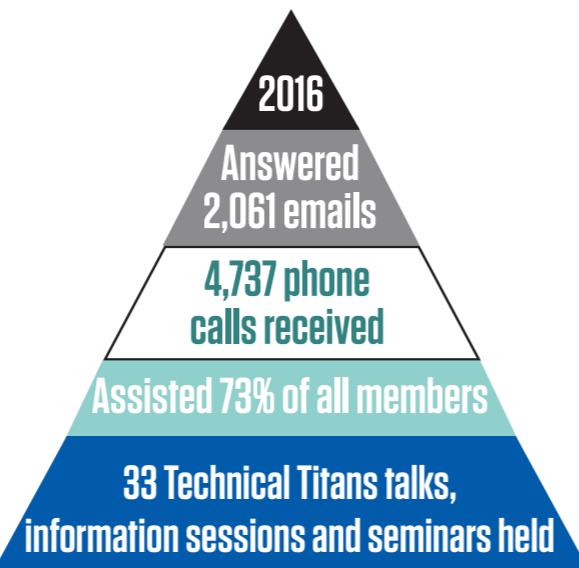 2016
Answered
2,061 emails
4,737 phone
calls received
Assisted 73% of all members
33 Technical Titans talks,
information sessions and seminars held